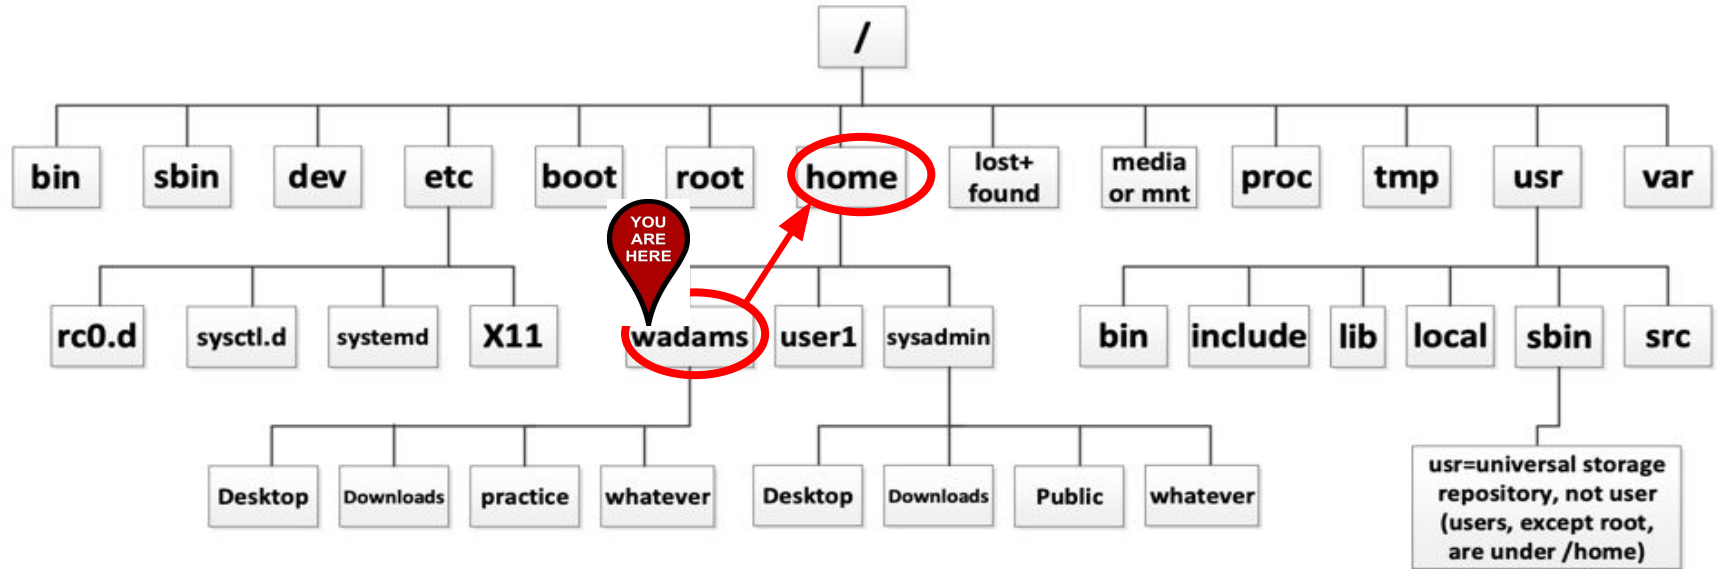 /
bin
sbin
dev
etc
boot
root
home
lost+
found
media
or mnt
proc
tmp
usr
var
YOU
ARE
HERE
rc0.d
sysctl.d
systemd
X11
wadams
user1
sysadmin
bin
include
lib
local
sbin
src
Desktop
Downloads
practice
whatever
Desktop
Downloads
Public
whatever
usr=universal storage
repository, not user
(users, except root,
are under /home)